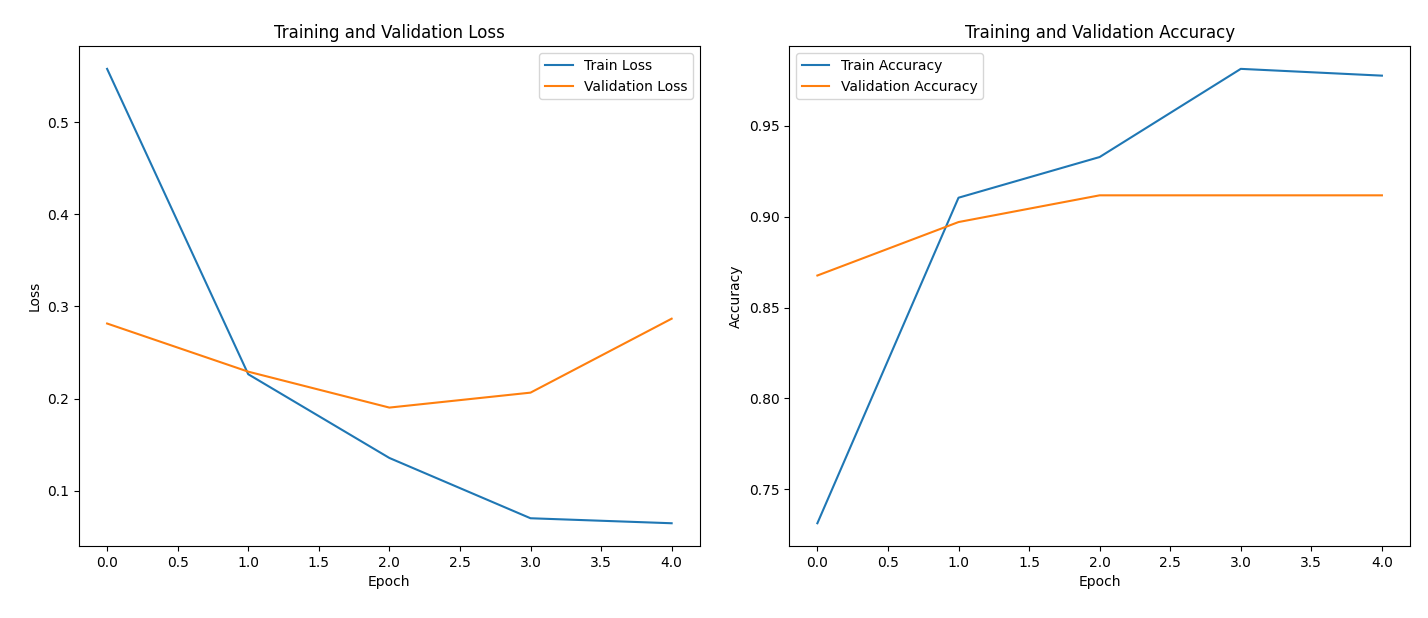 Training and Validation Loss
Train Loss
Validation Loss
0.5
0.4
0.3
0.2
0.1
Loss
0.0 0.5 1.0 1.5 2.0 2.5 3.0 3.5 4.0
Epoch
Training and Validation Accuracy
Train Accuracy
Validation Accuracy
0.95
0.90
0.85
0.80
0.75
Accuracy
0.0 0.5 1.0 1.5 2.0 2.5 3.0 3.5 4.0
Epoch